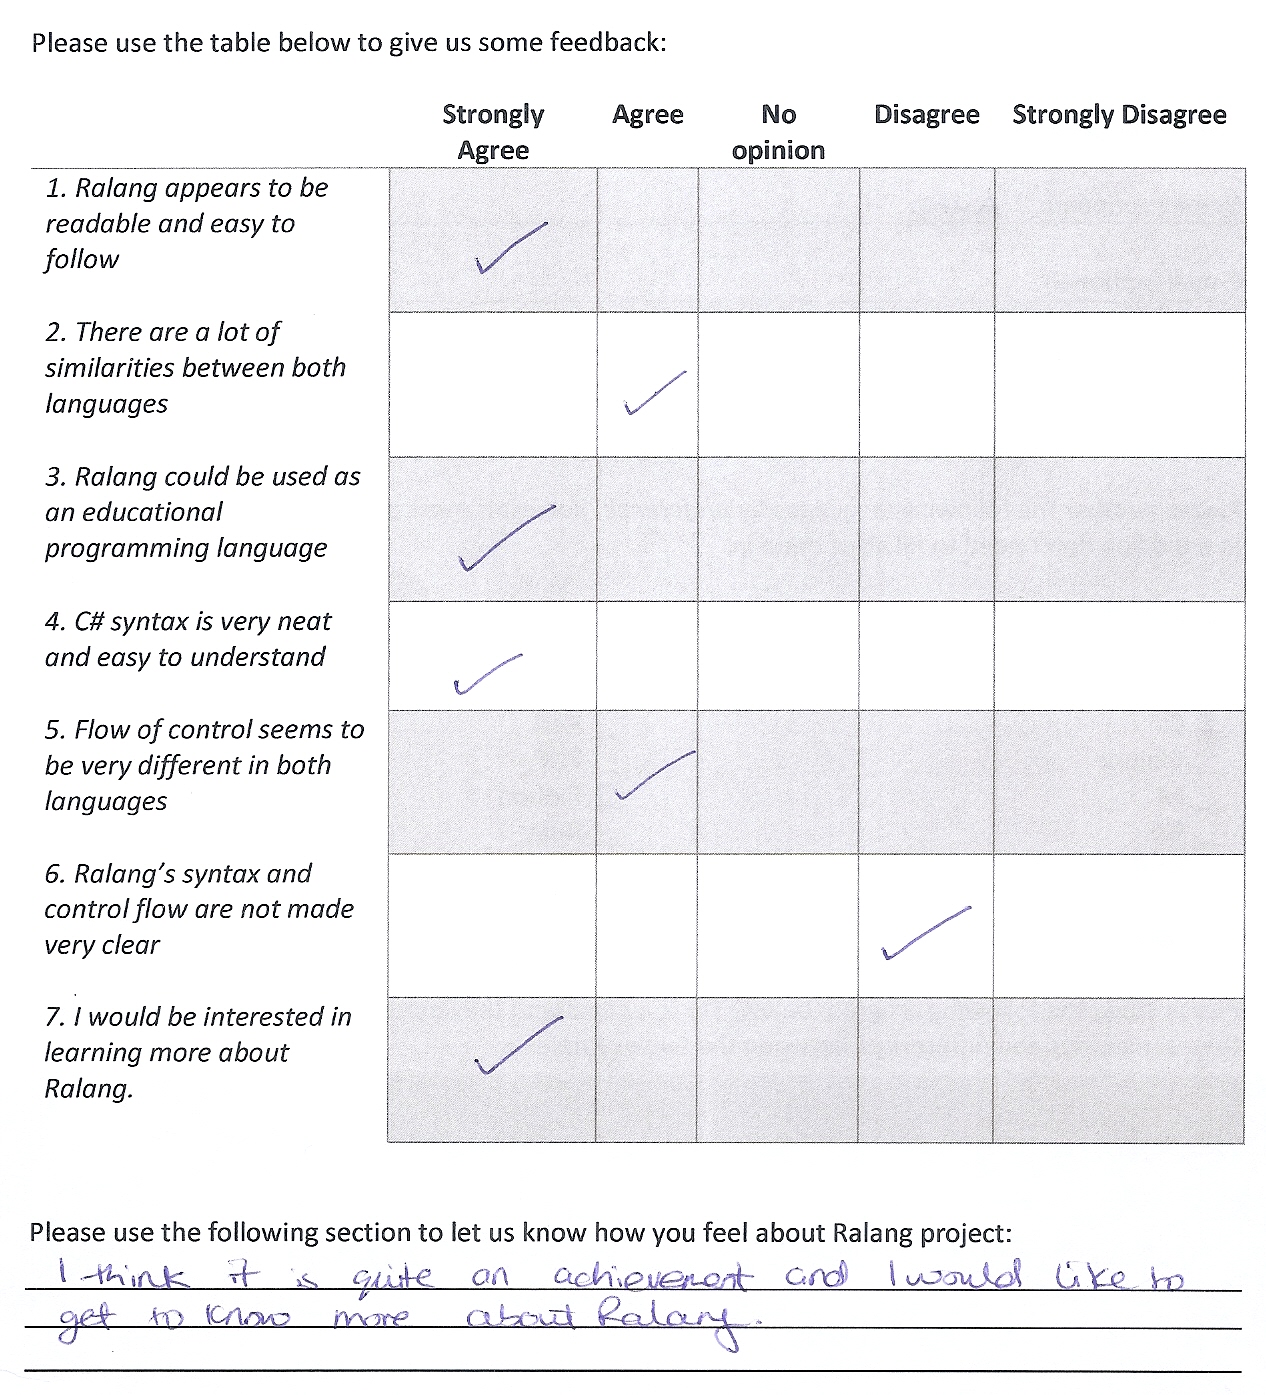 Please use the table below to give us some feedback:
Strongly Agree No Disagree Strongly Disagree
Agree opinion
1. Ralang appears to be
readable and easy to
follow
2. There are a lot of
similarities between both
languages
3. Ralang could be used as
an educational
programming language
4. C# syntax is very neat
and easy to understand
5. Flow of control seems to
be very different in both
languages
6. Ralang’s syntax and
control flow are not made
very clear
7. I would be interested in
learning more about
Ralang.
Please use the following section to let us know how you feel about Ralang project:
I think it is quite an achievement and I would like to
get to know more about Ralang.